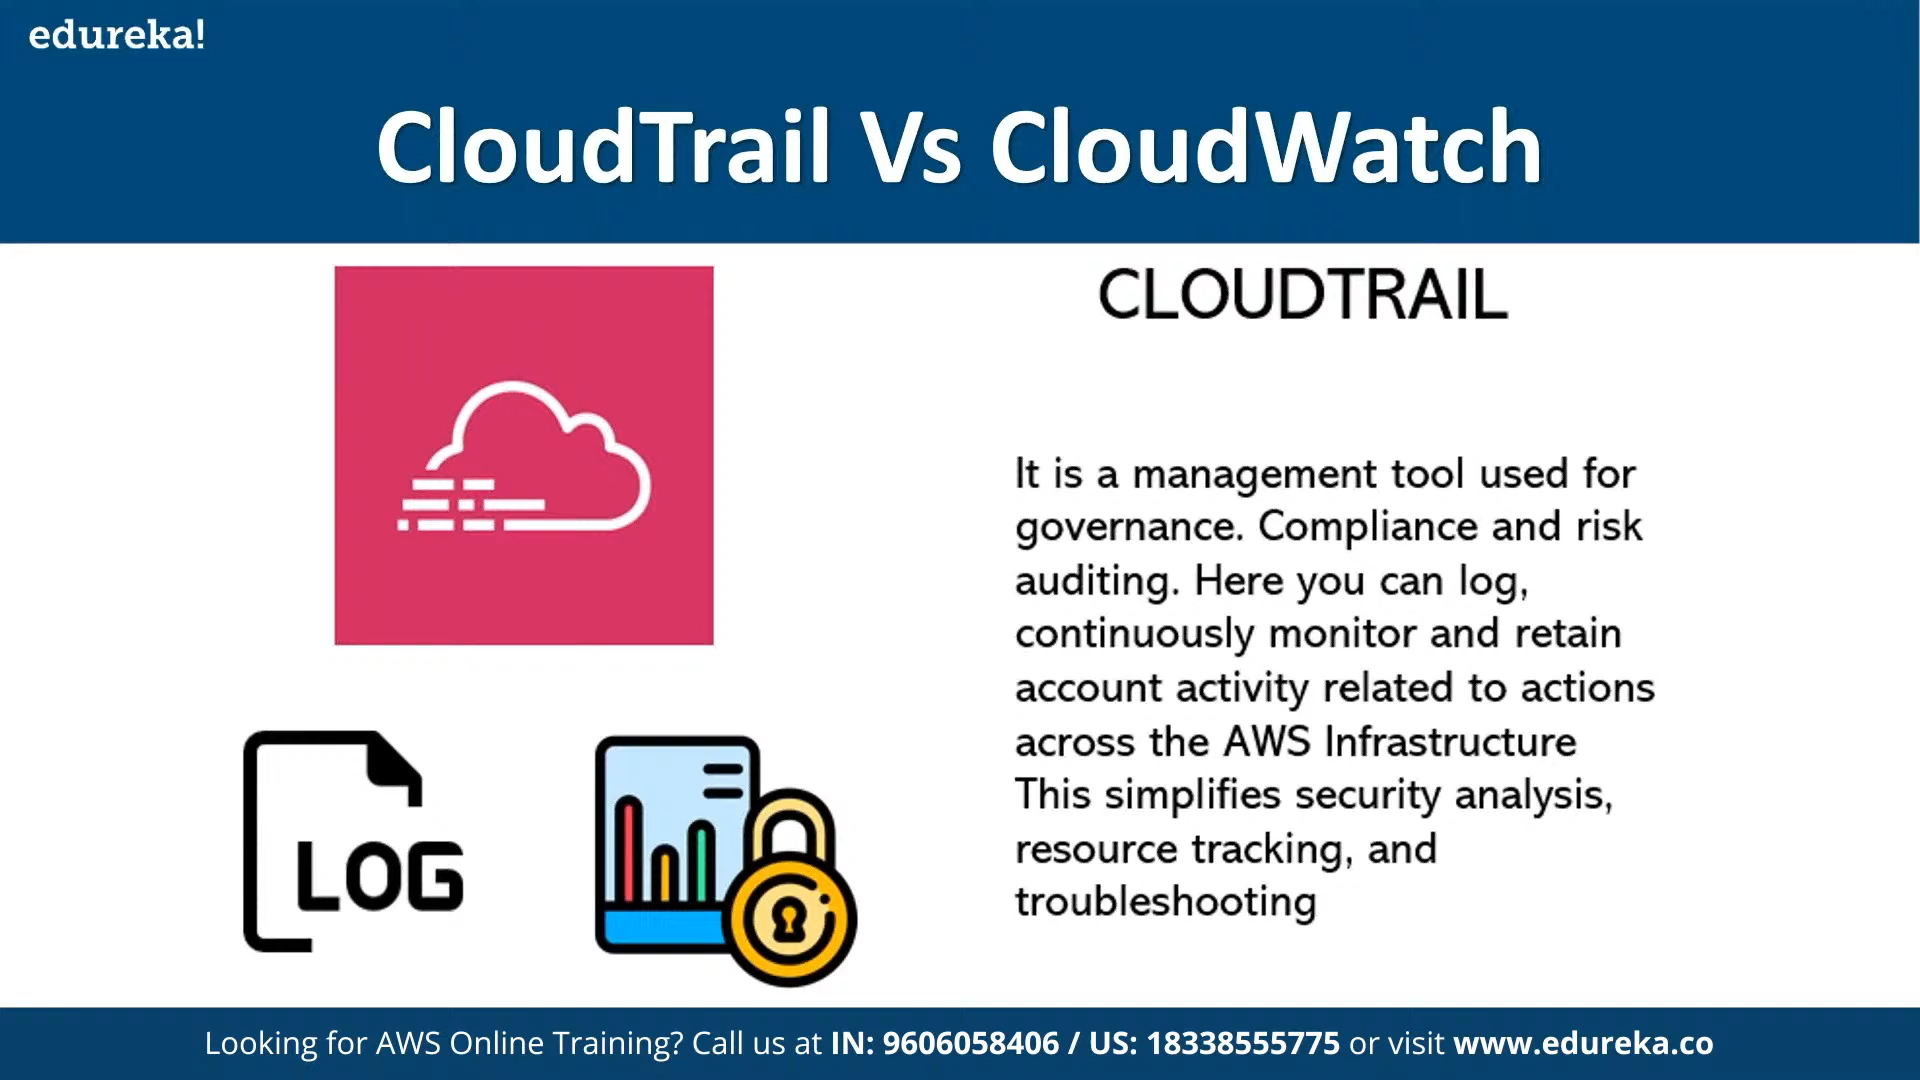 edureka!
CloudTrail Vs CloudWatch
CLOUDTRAIL
It is a management tool used for
governance. Compliance and risk
auditing. Here you can log,
continuously monitor and retain
account activity related to actions
across the AWS Infrastructure
This simplifies security analysis,
resource tracking, and
troubleshooting
LOG
Looking for AWS Online Training? Call us at IN: 9606058406 / US: 18338555775 or visit www.edureka.co